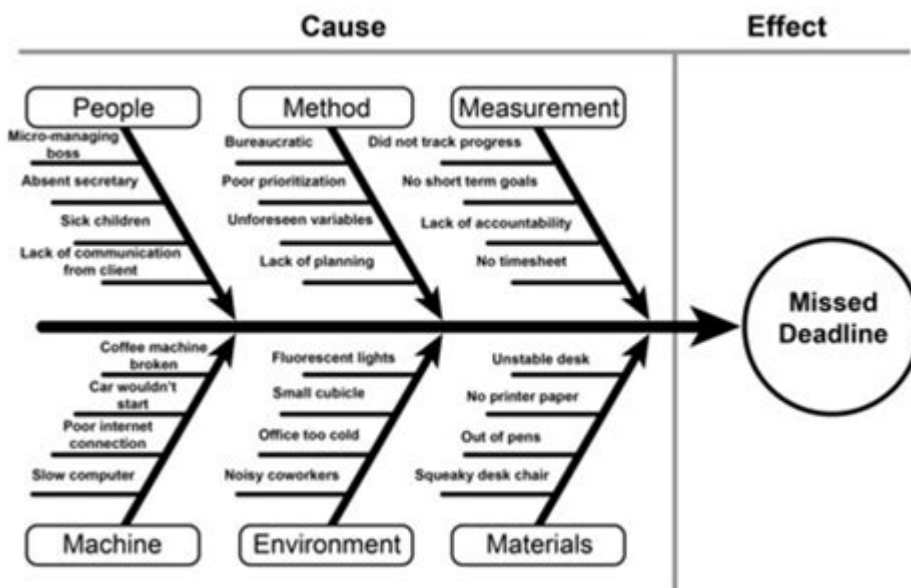 Cause
Effect
People
Method
Measurement
Micro-managing
boss
Absent secretary
Sick children
Lack of communication
from client
Bureaucratic
Poor prioritization
Unforeseen variables
Lack of planning
Did not track progress
No short term goals
Lack of accountability
No timesheet
Missed
Deadline
Coffee machine
broken
Car wouldn't
start
Poor internet
connection
Slow computer
Fluorescent lights
Small cubicle
Office too cold
Noisy coworkers
Unstable desk
No printer paper
Out of pens
Squeaky desk chair
Machine
Environment
Materials